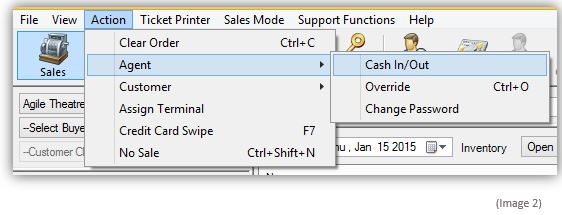 File View Action Ticket Printer Sales Mode Support Functions Help
Clear Order Ctrl+C
Sales
Agent Cash In/Out
Customer Override Ctrl+O
Agile Theatre
Assign Terminal Change Password
--Select Buye
Credit Card Swipe F7
--Customer C
No Sale Ctrl+Shift+N
u , Jan 15 2015 Inventory Open
(Image 2)